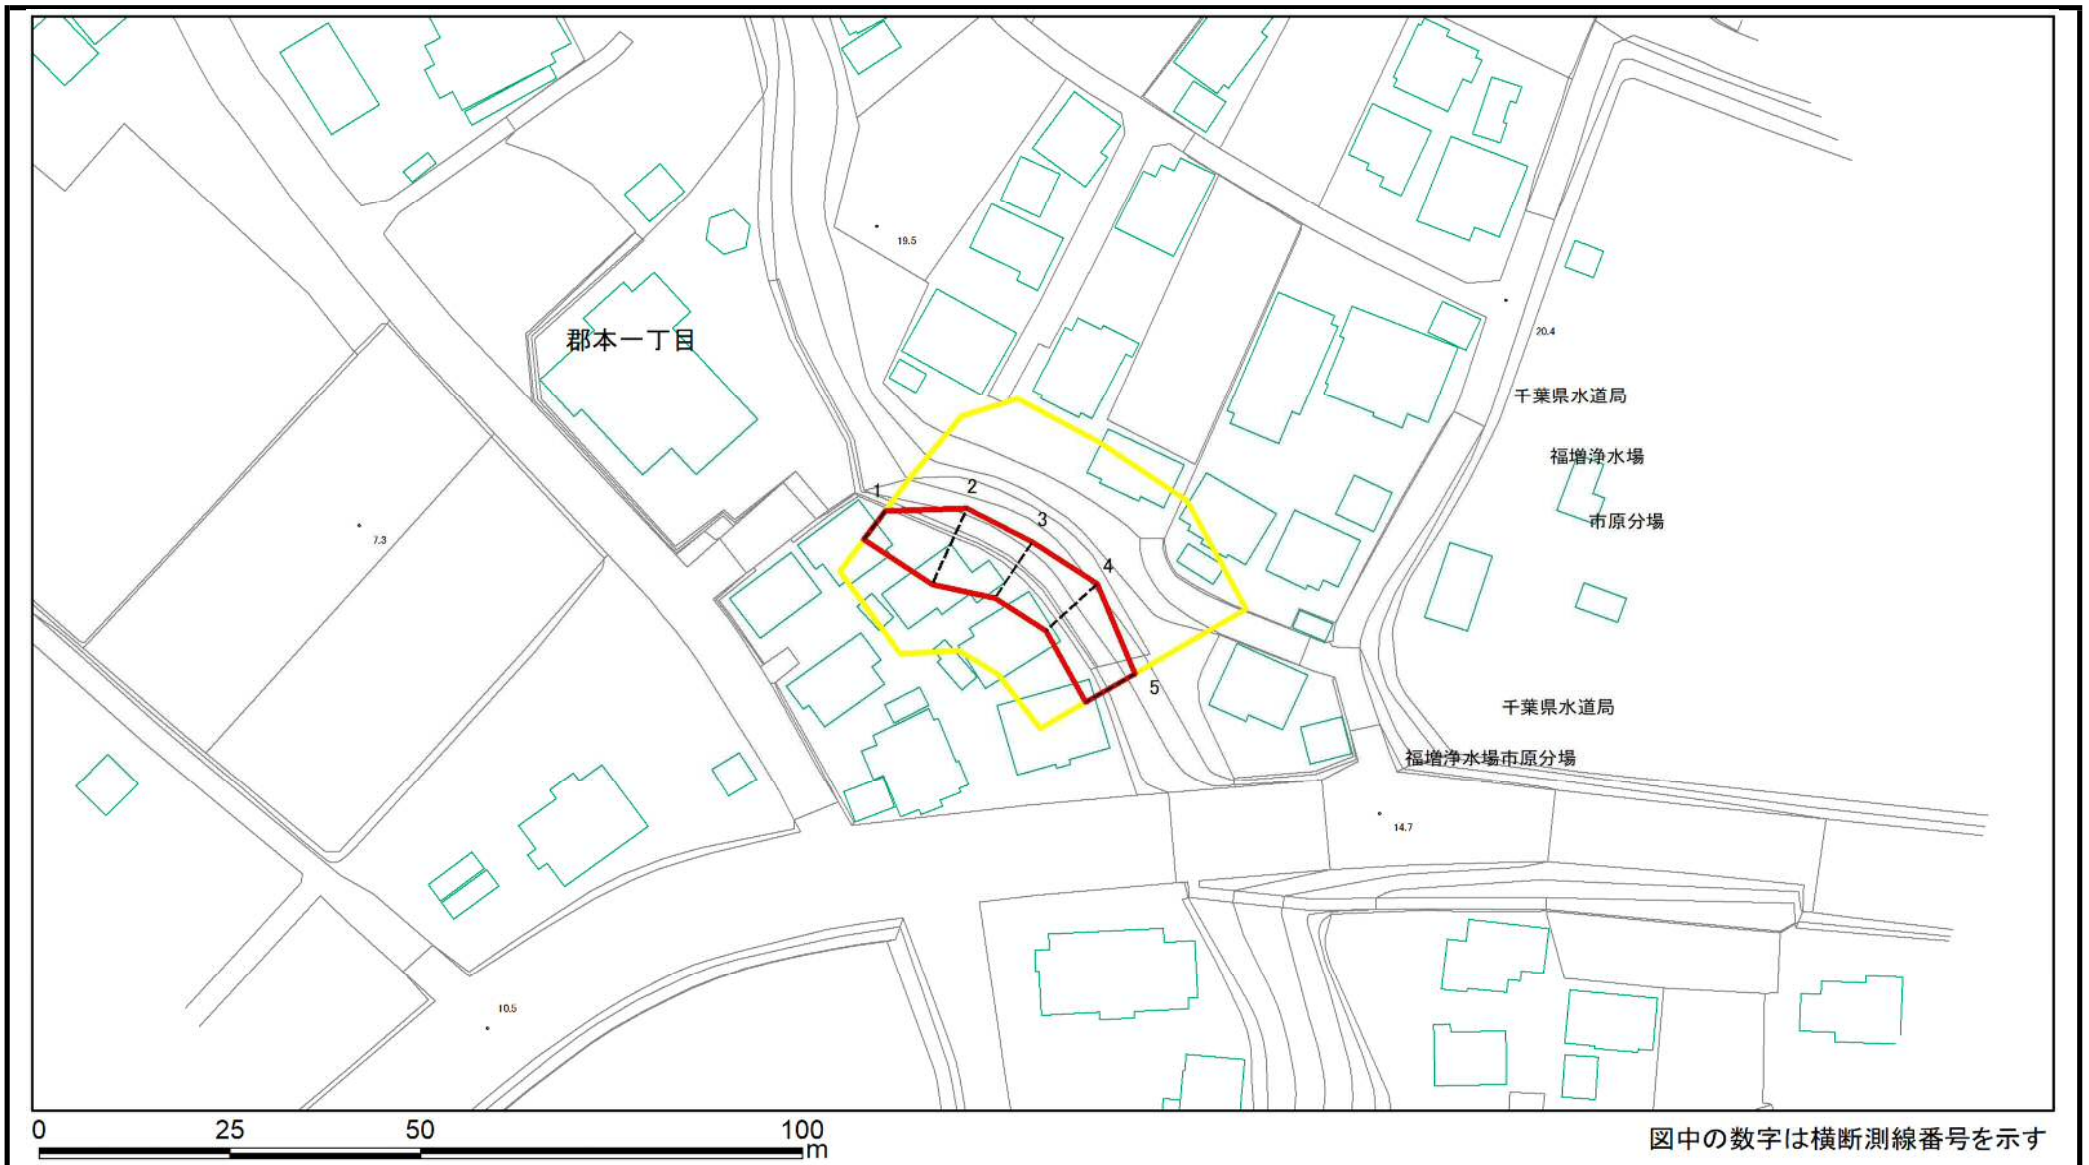 19.5
20.4
郡本一丁目
千葉県水道局
福増浄水場
市原分場
1
2
3
4
5
7.3
千葉県水道局
福増浄水場市原分場
14.7
10.5
0 25 50 100
m
図中の数字は横断測線番号を示す